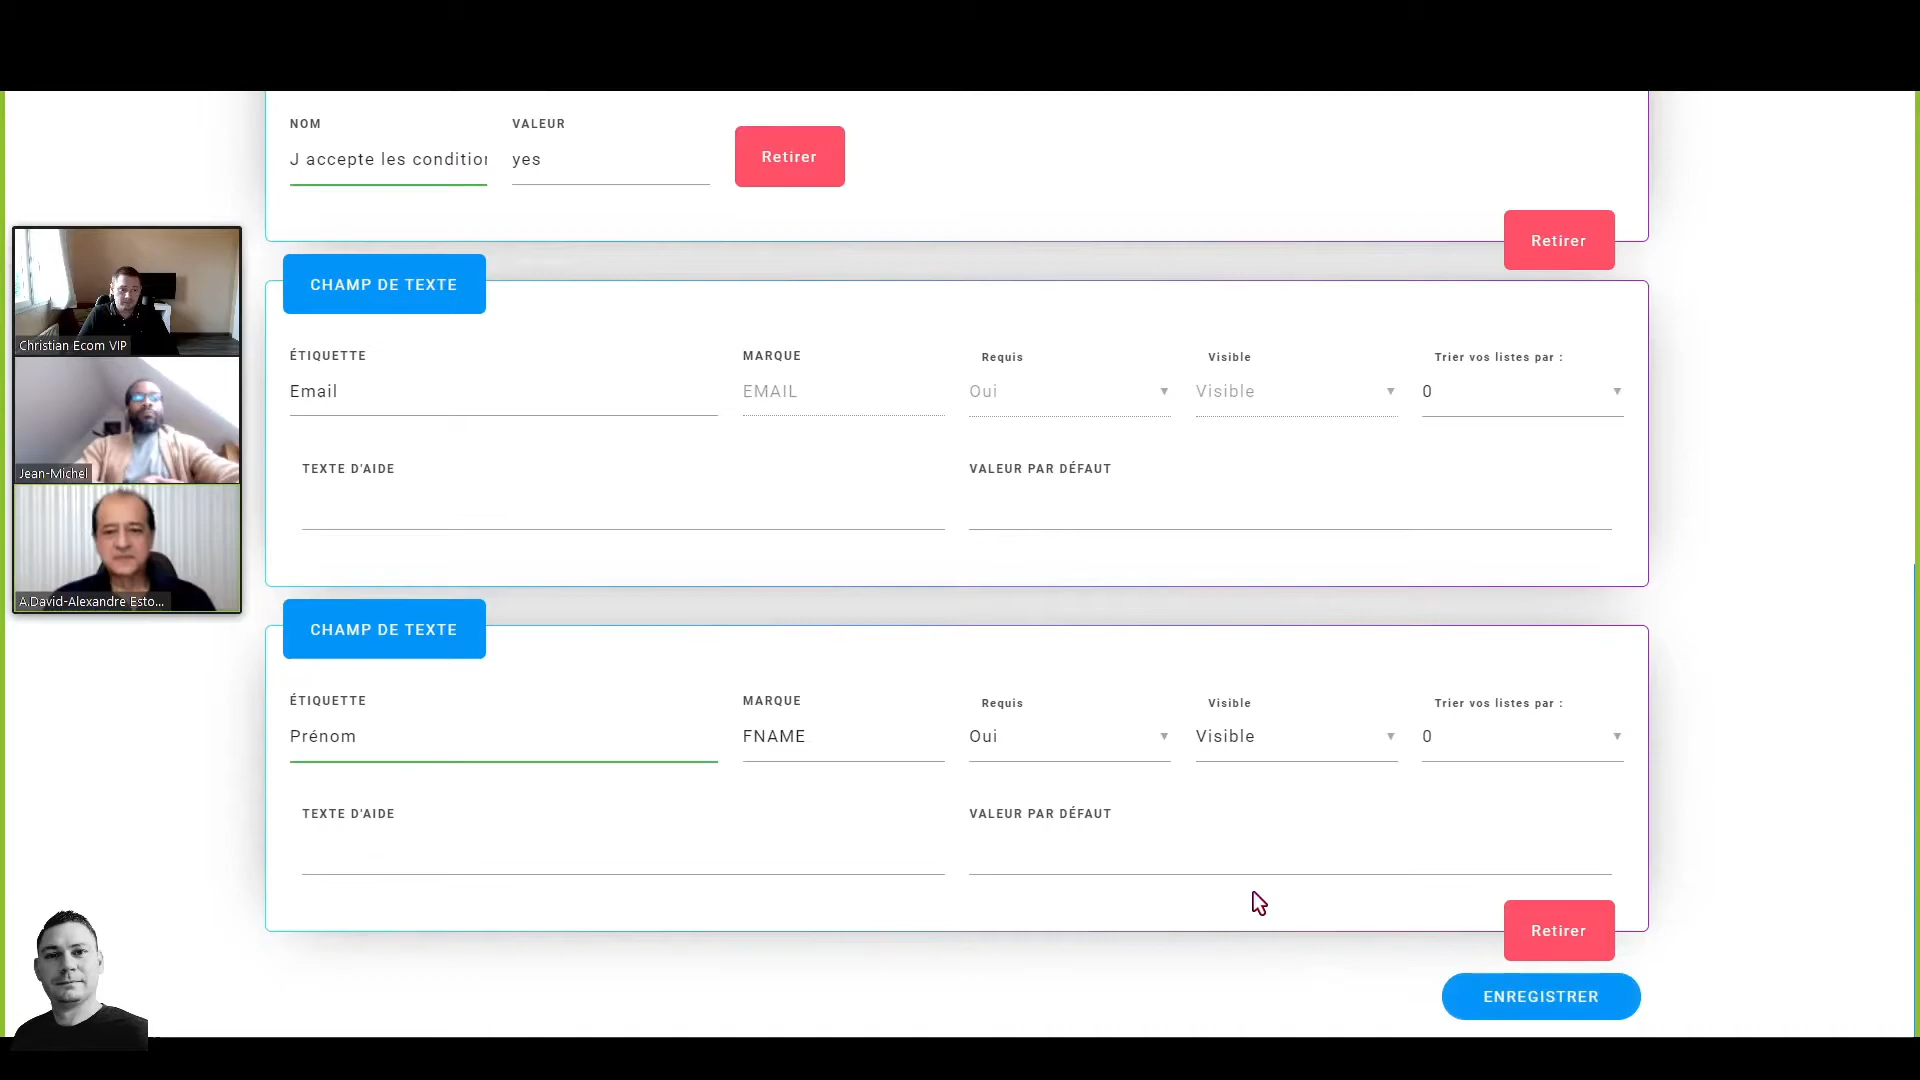 NOM
VALEUR
J accepte les condition
yes
Retirer
Retirer
CHAMP DE TEXTE
ÉTIQUETTE
MARQUE
Requis
Visible
Trier vos listes par :
Email
EMAIL
Oui
Visible
0
TEXTE D'AIDE
VALEUR PAR DÉFAUT
CHAMP DE TEXTE
ÉTIQUETTE
MARQUE
Requis
Visible
Trier vos listes par :
Prénom
FNAME
Oui
Visible
0
TEXTE D'AIDE
VALEUR PAR DÉFAUT
Retirer
ENREGISTRER
Christian Ecom VIP
Jean-Michel
A.David-Alexandre Esto...